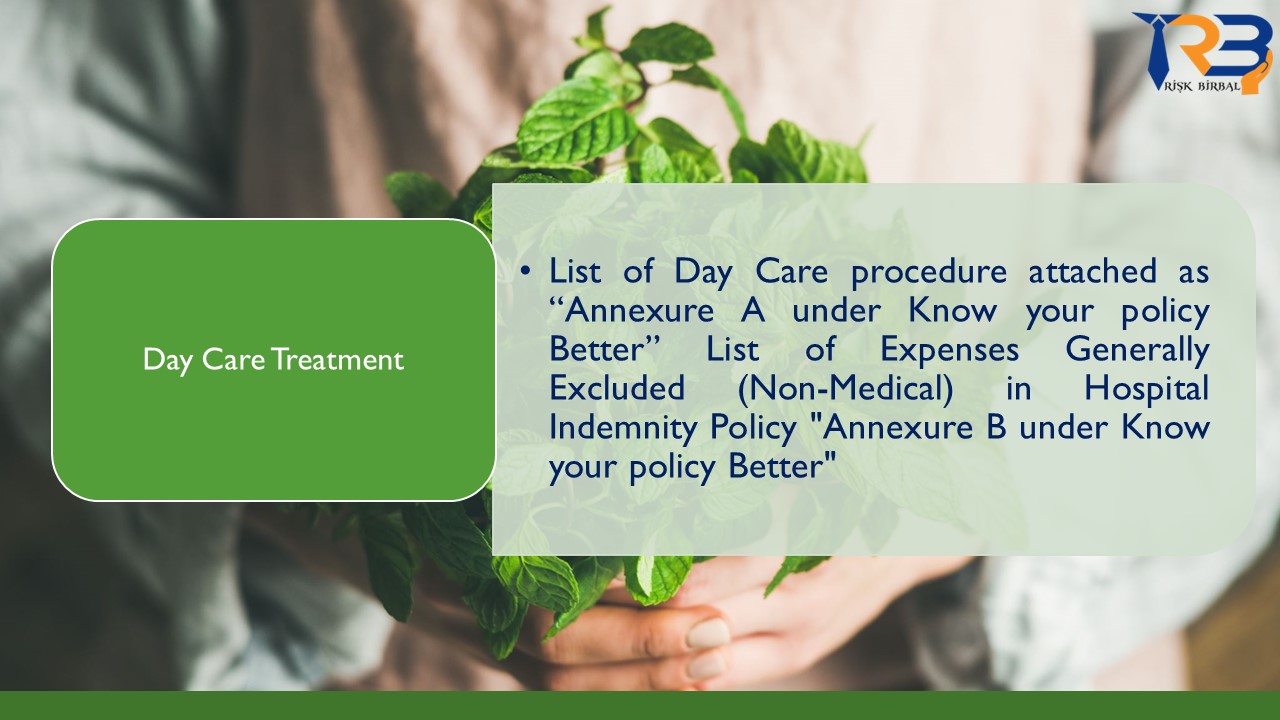 RISK BIRBAL
Day Care Treatment
• List of Day Care procedure attached as
“Annexure A under Know your policy
Better” List of Expenses Generally
Excluded (Non-Medical) in Hospital
Indemnity Policy "Annexure B under Know
your policy Better"